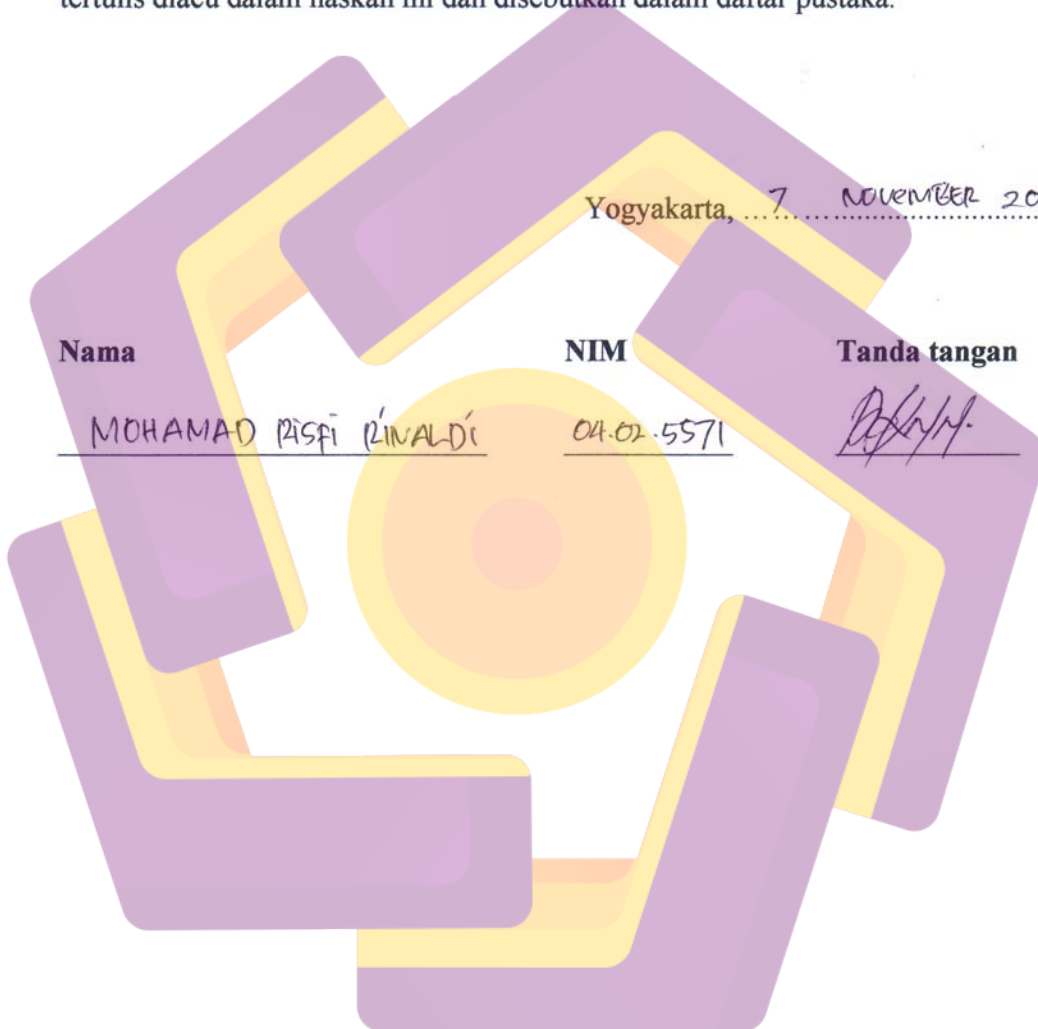 tertulis diacu dalam naskah ini dan disebutkan dalam daftar pustaka.
Yogyakarta, ...7... NOVEMBER 20
Nama NIM Tanda tangan
MOHAMAD RISFI RINALDI 04.02.5571